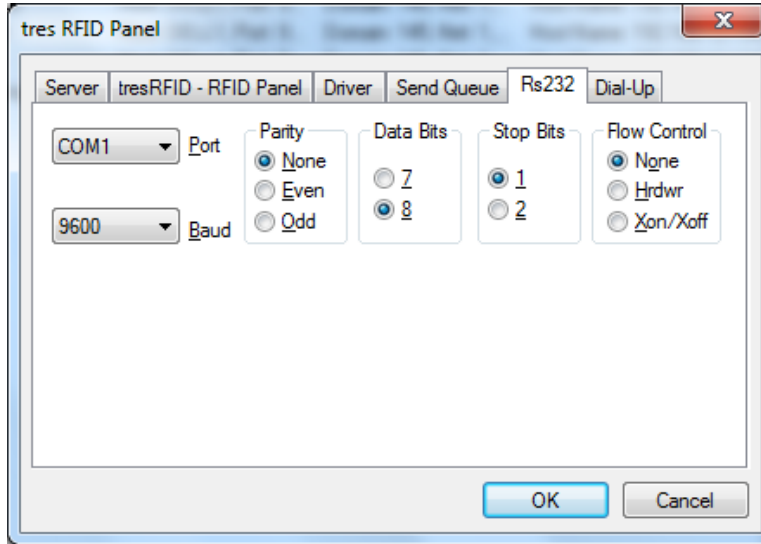 tres RFID Panel
Server tresRFID - RFID Panel Driver Send Queue Rs232 Dial-Up
COM1 Port
9600 Baud
Parity
None
Even
Odd
Data Bits
7
8
Stop Bits
1
2
Flow Control
None
Hrdwr
Xon/Xoff
OK Cancel